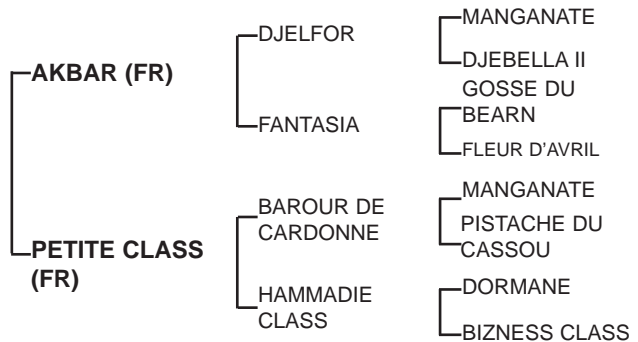 MANGANATE
DJELFOR
DJEBELLA II
AKBAR (FR)
GOSSE DU
BEARN
FANTASIA
FLEUR D'AVRIL
MANGANATE
BAROUR DE
CARDONNE
PISTACHE DU
CASSOU
PETITE CLASS
(FR)
DORMANE
HAMMADIE
CLASS
BIZNESS CLASS